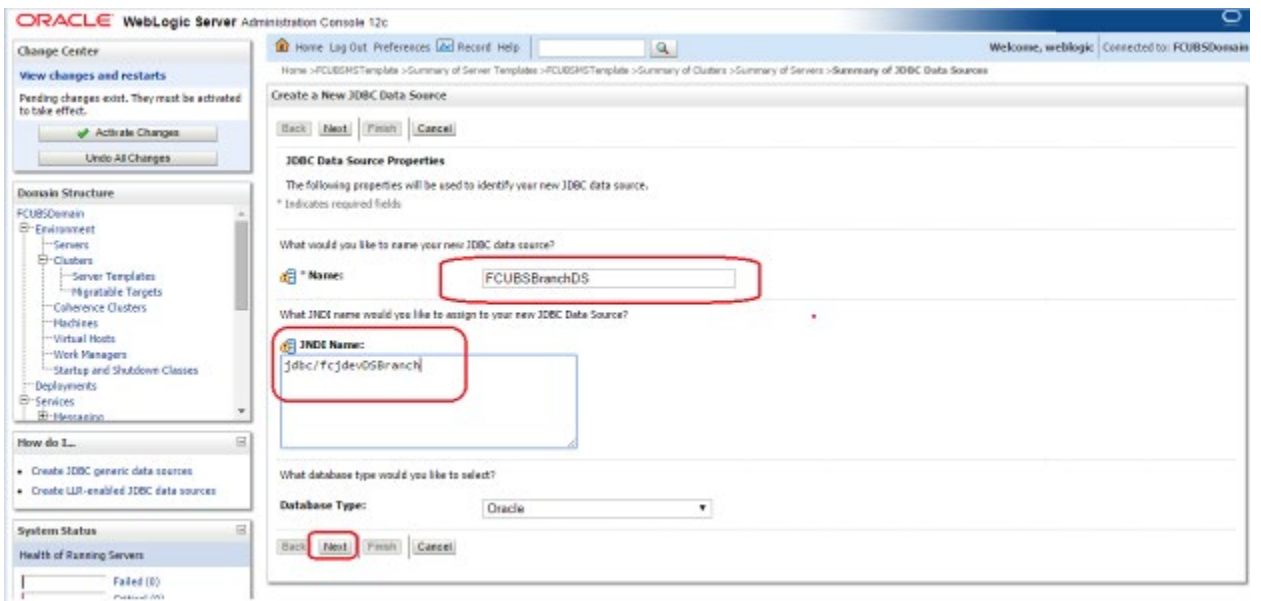 ORACLE WebLogic Server Administration Console 12c
Change Center
View changes and restarts
Pending changes exist. They must be activated
to take effect.
Activate Changes
Undo All Changes
Domain Structure
FCUBSDomain
Environment
Servers
Clusters
Server Templates
Migratable Targets
Coherence Clusters
Machines
Virtual Hosts
Work Managers
Startup and Shutdown Classes
Deployments
Services
Messaging
How do I...
Create JDBC generic data sources
Create LLR-enabled JDBC data sources
System Status
Health of Running Servers
Failed (0)
Critical (0)
Home Log Out Preferences Record Help
Welcome, weblogic Connected to: FCUBSDomain
Home >FCUBSMSTemplate >Summary of Server Templates >FCUBSMSTemplate >Summary of Clusters >Summary of Servers >Summary of JDBC Data Sources
Create a New JDBC Data Source
Back Next Finish Cancel
JDBC Data Source Properties
The following properties will be used to identify your new JDBC data source.
* Indicates required fields
What would you like to name your new JDBC data source?
* Name: FCUBSBranchDS
What JNDI name would you like to assign to your new JDBC Data Source?
JNDI Name:
jdbc/fcjdevDSBranch
What database type would you like to select?
Database Type: Oracle
Back Next Finish Cancel